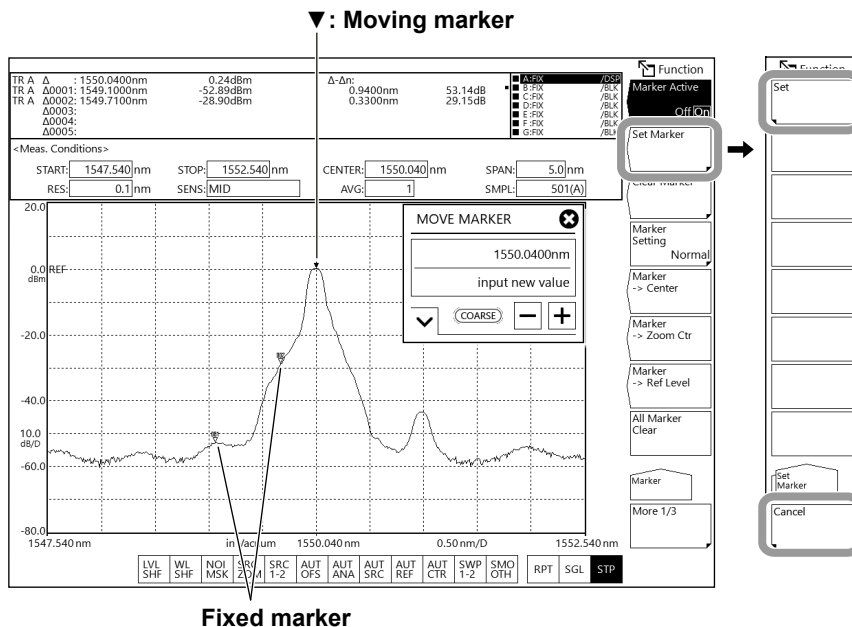 ▼: Moving marker
Function
TR A Δ : 1550.0400nm 0.24dBm Δ-Δn:
TR A Δ0001: 1549.1000nm -52.89dBm 0.9400nm 53.14dB
TR A Δ0002: 1549.7100nm -28.90dBm 0.3300nm 29.15dB
Δ0003:
Δ0004:
Δ0005:
A:FIX /DSP
B:FIX /BLK
C:FIX /BLK
D:FIX /BLK
E:FIX /BLK
F:FIX /BLK
G:FIX /BLK
<Meas. Conditions>
START: 1547.540 nm STOP: 1552.540 nm CENTER: 1550.040 nm SPAN: 5.0 nm
RES: 0.1 nm SENS: MID AVG: 1 SMPL: 501(A)
20.0
0.0 REF
dBm
-20.0
-40.0
10.0
dB/D
-60.0
-80.0
MOVE MARKER
1550.0400nm
input new value
COARSE
1547.540 nm in Vacuum 1550.040 nm 0.50 nm/D 1552.540 nm
LVL SHF
WL SHF
NOI MSK
SRC ZOM
SRC 1-2
AUT OFS
AUT ANA
AUT SRC
AUT REF
AUT CTR
SWP 1-2
SMO OTH
RPT
SGL
STP
Marker Active
Off On
Set Marker
Clear Marker
Marker
Setting
Normal
Marker
-> Center
Marker
-> Zoom Ctr
Marker
-> Ref Level
All Marker
Clear
Marker
More 1/3
Function
Set
Set
Marker
Cancel
Fixed marker